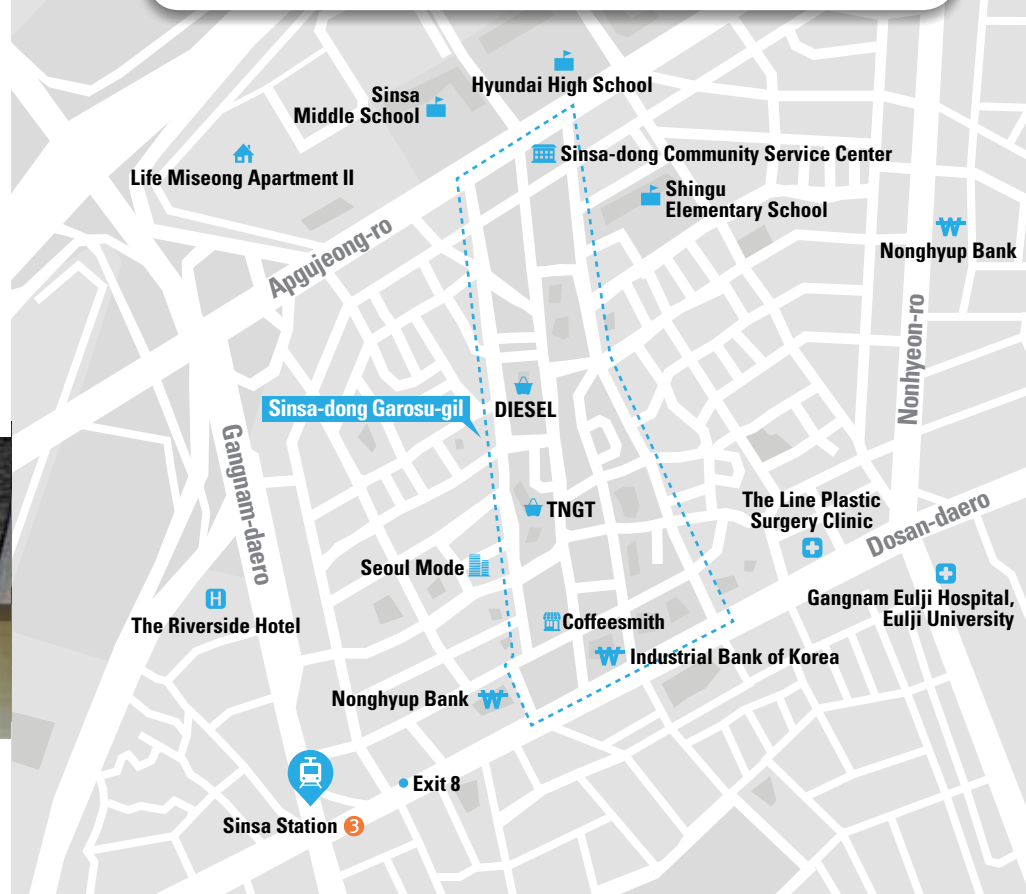 Hyundai High School
Sinsa
Middle School
Sinsa-dong Community Service Center
Life Miseong Apartment II
Shingu
Elementary School
Nonghyup Bank
Apgujeong-ro
Nonhyeon-ro
DIESEL
Sinsa-dong Garosu-gil
Gangnam-daero
TNGT
The Line Plastic
Surgery Clinic
Dosan-daero
Seoul Mode
H
The Riverside Hotel
Gangnam Eulji Hospital,
Eulji University
Coffeesmith
W Industrial Bank of Korea
Nonghyup Bank
Exit 8
Sinsa Station 3